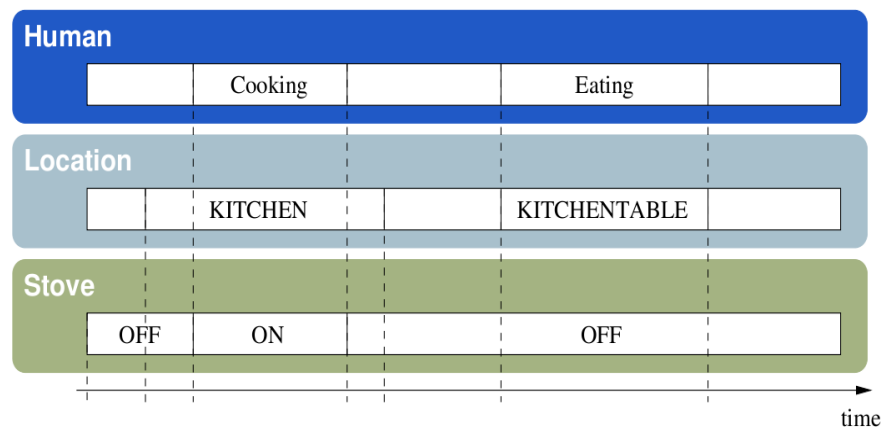 Human
Cooking Eating
Location
KITCHEN KITCHENTABLE
Stove
OFF ON OFF
time